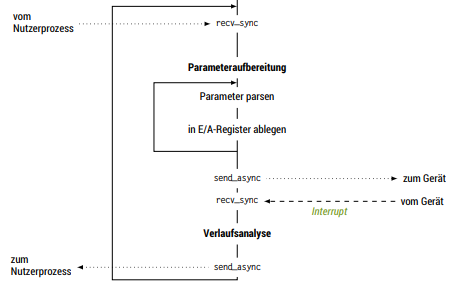 vom
Nutzerprozess
recv_sync
Parameteraufbereitung
Parameter parsen
in E/A-Register ablegen
send_async
zum Gerät
recv_sync
vom Gerät
Interrupt
Verlaufsanalyse
zum
Nutzerprozess
send_async